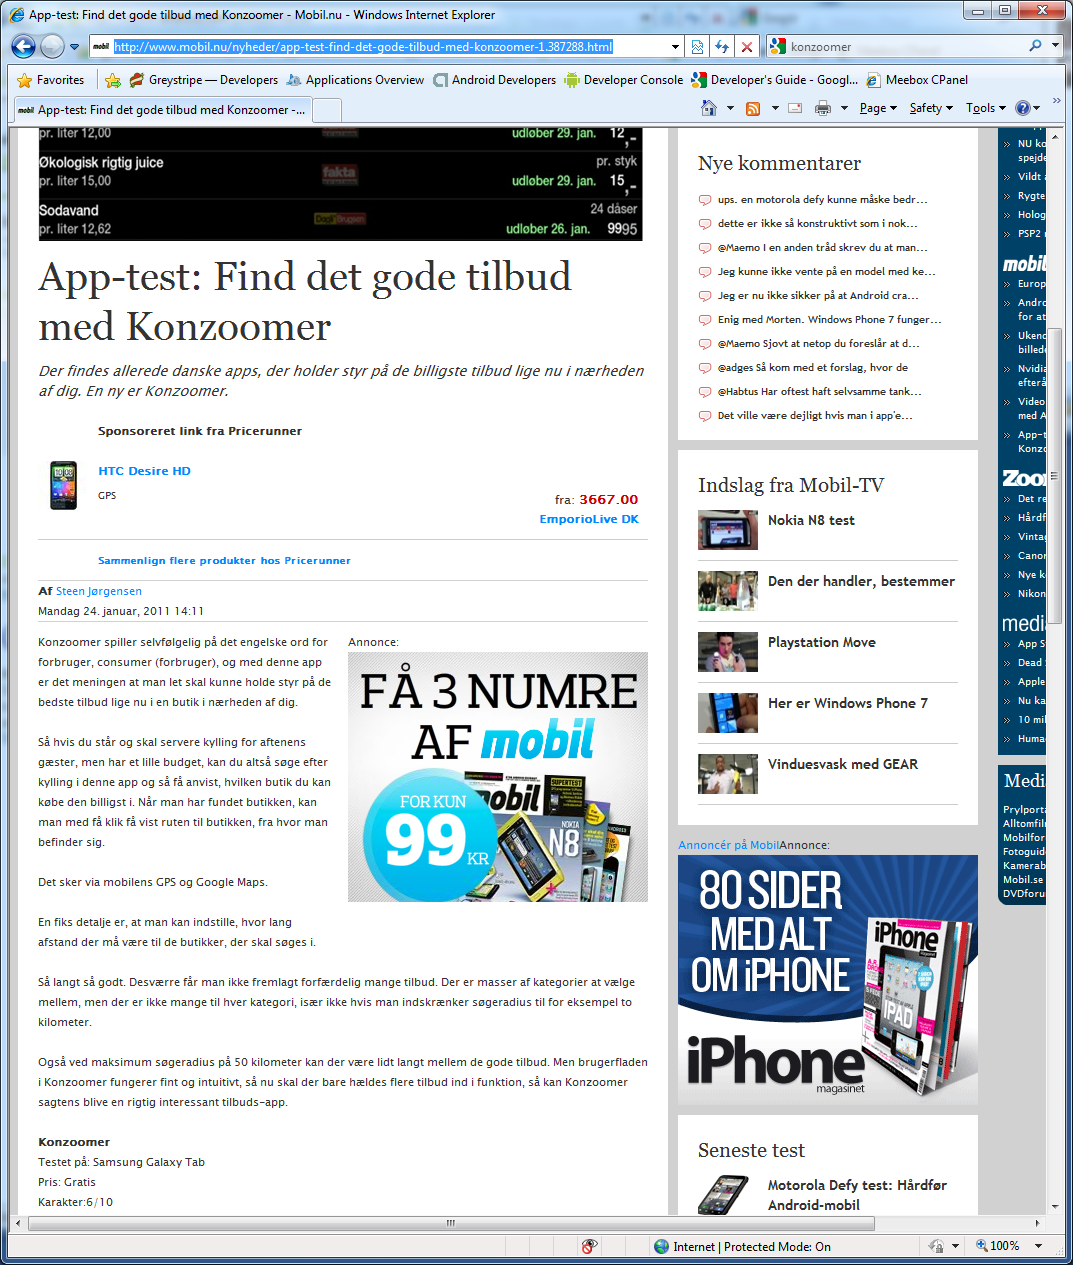 App-test: Find det gode tilbud med Konzoomer - Mobil.nu - Windows Internet Explorer
http://www.mobil.nu/nyheder/app-test-find-det-gode-tilbud-med-konzoomer-1.387288.html
konzoomer
Favorites
Greystripe — Developers
Applications Overview
Android Developers
Developer Console
Developer's Guide - Googl...
Meebox CPanel
mobil App-test: Find det gode tilbud med Konzoomer -...
Page
Safety
Tools
pr. liter 12,00
udløber 29. jan. 12,-
Økologisk rigtig juice
pr. styk
pr. liter 15,00
fakta
udløber 29. jan. 15,-
Sodavand
24 dåser
pr. liter 12,62
udløber 26. jan. 9995
App-test: Find det gode tilbud
med Konzoomer
Der findes allerede danske apps, der holder styr på de billigste tilbud lige nu i nærheden
af dig. En ny er Konzoomer.
Sponsoreret link fra Pricerunner
HTC Desire HD
GPS
fra: 3667.00
EmporioLive DK
Sammenlign flere produkter hos Pricerunner
Af Steen Jørgensen
Mandag 24. januar, 2011 14:11
Konzoomer spiller selvfølgelig på det engelske ord for
forbruger, consumer (forbruger), og med denne app
er det meningen at man let skal kunne holde styr på de
bedste tilbud lige nu i en butik i nærheden af dig.
Så hvis du står og skal servere kylling for aftenens
gæster, men har et lille budget, kan du altså søge efter
kylling i denne app og så få anvist, hvilken butik du kan
købe den billigst i. Når man har fundet butikken, kan
man med få klik få vist ruten til butikken, fra hvor man
befinder sig.
Det sker via mobilens GPS og Google Maps.
En fiks detalje er, at man kan indstille, hvor lang
afstand der må være til de butikker, der skal søges i.
Annonce:
FÅ 3 NUMRE
AF mobil
FOR KUN
99 KR
mobil
SUPERTEST
NOKIA
N8
Så langt så godt. Desværre får man ikke fremlagt forfærdelig mange tilbud. Der er masser af kategorier at vælge
mellem, men der er ikke mange til hver kategori, især ikke hvis man indskrænker søgeradius til for eksempel to
kilometer.
Også ved maksimum søgeradius på 50 kilometer kan der være lidt langt mellem de gode tilbud. Men brugerfladen
i Konzoomer fungerer fint og intuitivt, så nu skal der bare hældes flere tilbud ind i funktion, så kan Konzoomer
sagtens blive en rigtig interessant tilbuds-app.
Konzoomer
Testet på: Samsung Galaxy Tab
Pris: Gratis
Karakter:6/10
Nye kommentarer
ups. en motorola defy kunne måske bedr...
dette er ikke så konstruktivt som i nok...
@Maemo I en anden tråd skrev du at man...
Jeg kunne ikke vente på en model med ke...
Jeg er nu ikke sikker på at Android cra...
Enig med Morten. Windows Phone 7 funger...
@Maemo Sjovt at netop du foreslår at d...
@adges Så kom med et forslag, hvor de
@Habtus Har oftest haft selvsamme tank...
Det ville være dejligt hvis man i app'e...
Indslag fra Mobil-TV
Nokia N8 test
Den der handler, bestemmer
Playstation Move
Her er Windows Phone 7
Vinduesvask med GEAR
Annoncér på MobilAnnonce:
80 SIDER
MED ALT
OM iPHONE
iPhone
iPAD
iPhone
magasinet
Seneste test
Motorola Defy test: Hårdfør
Android-mobil
NU ko
spejde
Vildt
Rygte
Holog
PSP2
mobil
Europ
Andro
for at
Ukend
billede
Nvidia
efterå
Video
med A
App-t
Konzo
Zoo
Det re
Hårdf
Vintag
Canon
Nye k
Nikon
media
App S
Dead
Apple
Nu ka
10 mil
Huma
Medi
Prylporta
Alltomfil
Mobilfor
Fotoguid
Kamerab
Mobil.se
DVDforu
Internet | Protected Mode: On
100%